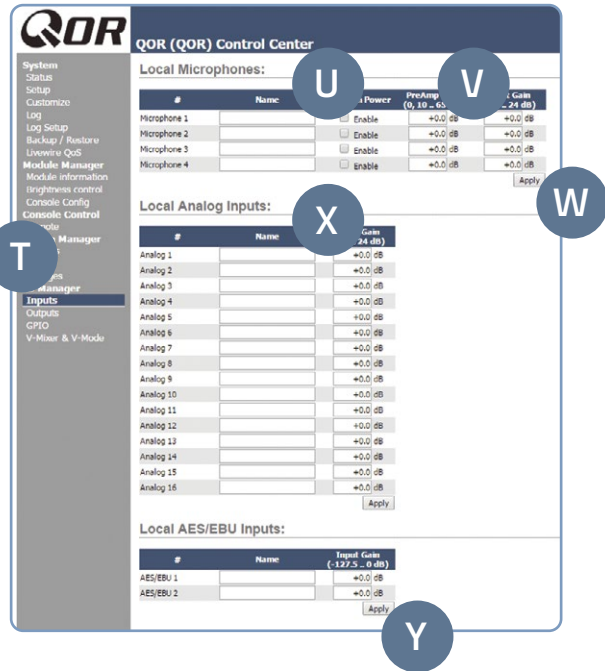 QOR
QOR (QOR) Control Center
System
Status
Setup
Customize
Log
Log Setup
Backup / Restore
Livewire QoS
Module Manager
Module information
Brightness control
Console Config
Console Control
Manager
Manager
Inputs
Outputs
GPIO
V-Mixer & V-Mode
T
Local Microphones:
U
V
# Name Power PreAmp Gain
(0, 10 .. 24 dB)
Microphone 1 Enable +0.0 dB +0.0 dB
Microphone 2 Enable +0.0 dB +0.0 dB
Microphone 3 Enable +0.0 dB +0.0 dB
Microphone 4 Enable +0.0 dB +0.0 dB
Apply
W
Local Analog Inputs:
X
# Name Gain
24 dB)
Analog 1 +0.0 dB
Analog 2 +0.0 dB
Analog 3 +0.0 dB
Analog 4 +0.0 dB
Analog 5 +0.0 dB
Analog 6 +0.0 dB
Analog 7 +0.0 dB
Analog 8 +0.0 dB
Analog 9 +0.0 dB
Analog 10 +0.0 dB
Analog 11 +0.0 dB
Analog 12 +0.0 dB
Analog 13 +0.0 dB
Analog 14 +0.0 dB
Analog 15 +0.0 dB
Analog 16 +0.0 dB
Apply
Local AES/EBU Inputs:
# Name Input Gain
(-127.5 .. 0 dB)
AES/EBU 1 +0.0 dB
AES/EBU 2 +0.0 dB
Apply
Y